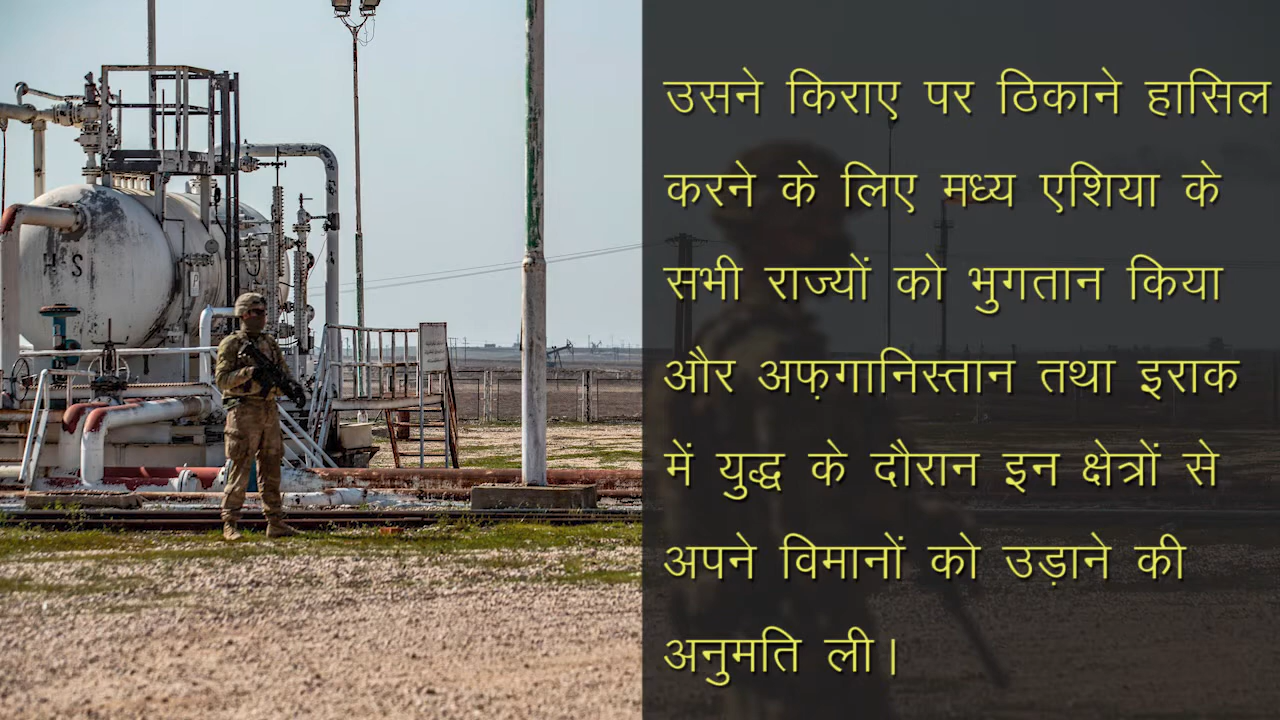 H S
उसने किराए पर ठिकाने हासिल
करने के लिए मध्य एशिया के
सभी राज्यों को भुगतान किया
और अफ़गानिस्तान तथा इराक
में युद्ध के दौरान इन क्षेत्रों से
अपने विमानों को उड़ाने की
अनुमति ली।